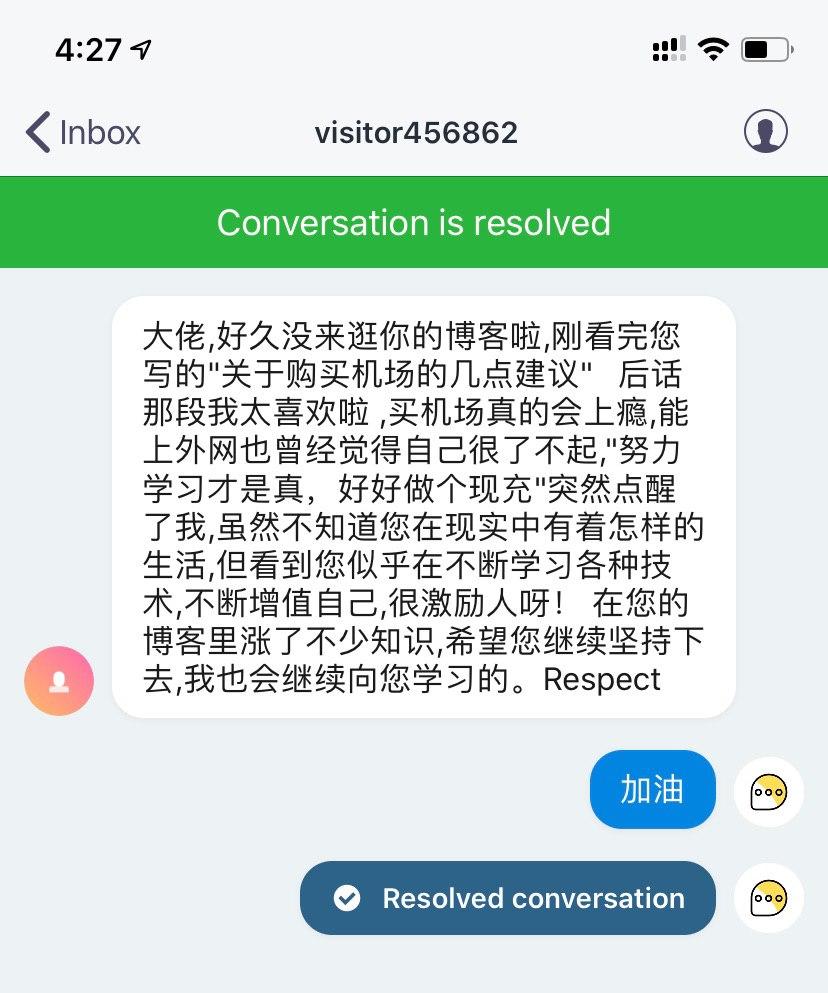 4:27
Inbox
visitor456862
Conversation is resolved
大佬,好久没来逛你的博客啦,刚看完您
写的"关于购买机场的几点建议"   后话
那段我太喜欢啦 ,买机场真的会上瘾,能
上外网也曾经觉得自己很了不起,"努力
学习才是真，好好做个现充"突然点醒
了我,虽然不知道您在现实中有着怎样的
生活,但看到您似乎在不断学习各种技
术,不断增值自己,很激励人呀！ 在您的
博客里涨了不少知识,希望您继续坚持下
去,我也会继续向您学习的。Respect
加油
Resolved conversation